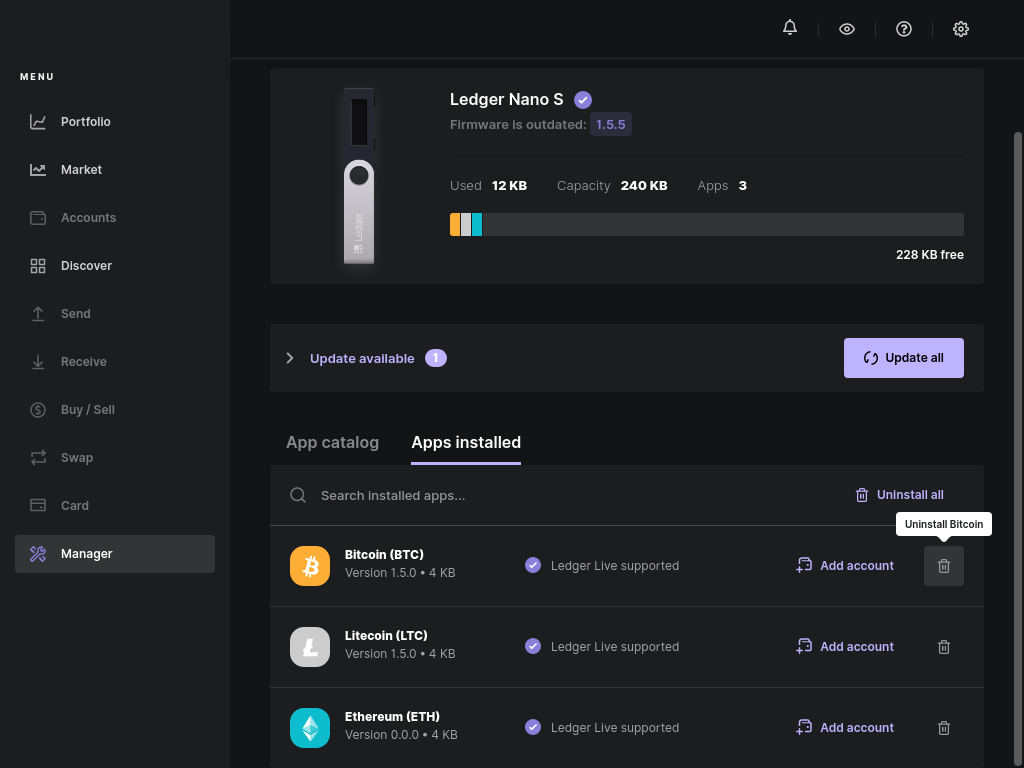 MENU
Portfolio
Market
Accounts
Discover
Send
Receive
Buy / Sell
Swap
Card
Manager
Ledger
Ledger Nano S
Firmware is outdated: 1.5.5
Used 12 KB Capacity 240 KB Apps 3
228 KB free
Update available 1
Update all
App catalog Apps installed
Search installed apps...
Uninstall all
Uninstall Bitcoin
Bitcoin (BTC)
Version 1.5.0 • 4 KB
Ledger Live supported
Add account
Litecoin (LTC)
Version 1.5.0 • 4 KB
Ledger Live supported
Add account
Ethereum (ETH)
Version 0.0.0 • 4 KB
Ledger Live supported
Add account